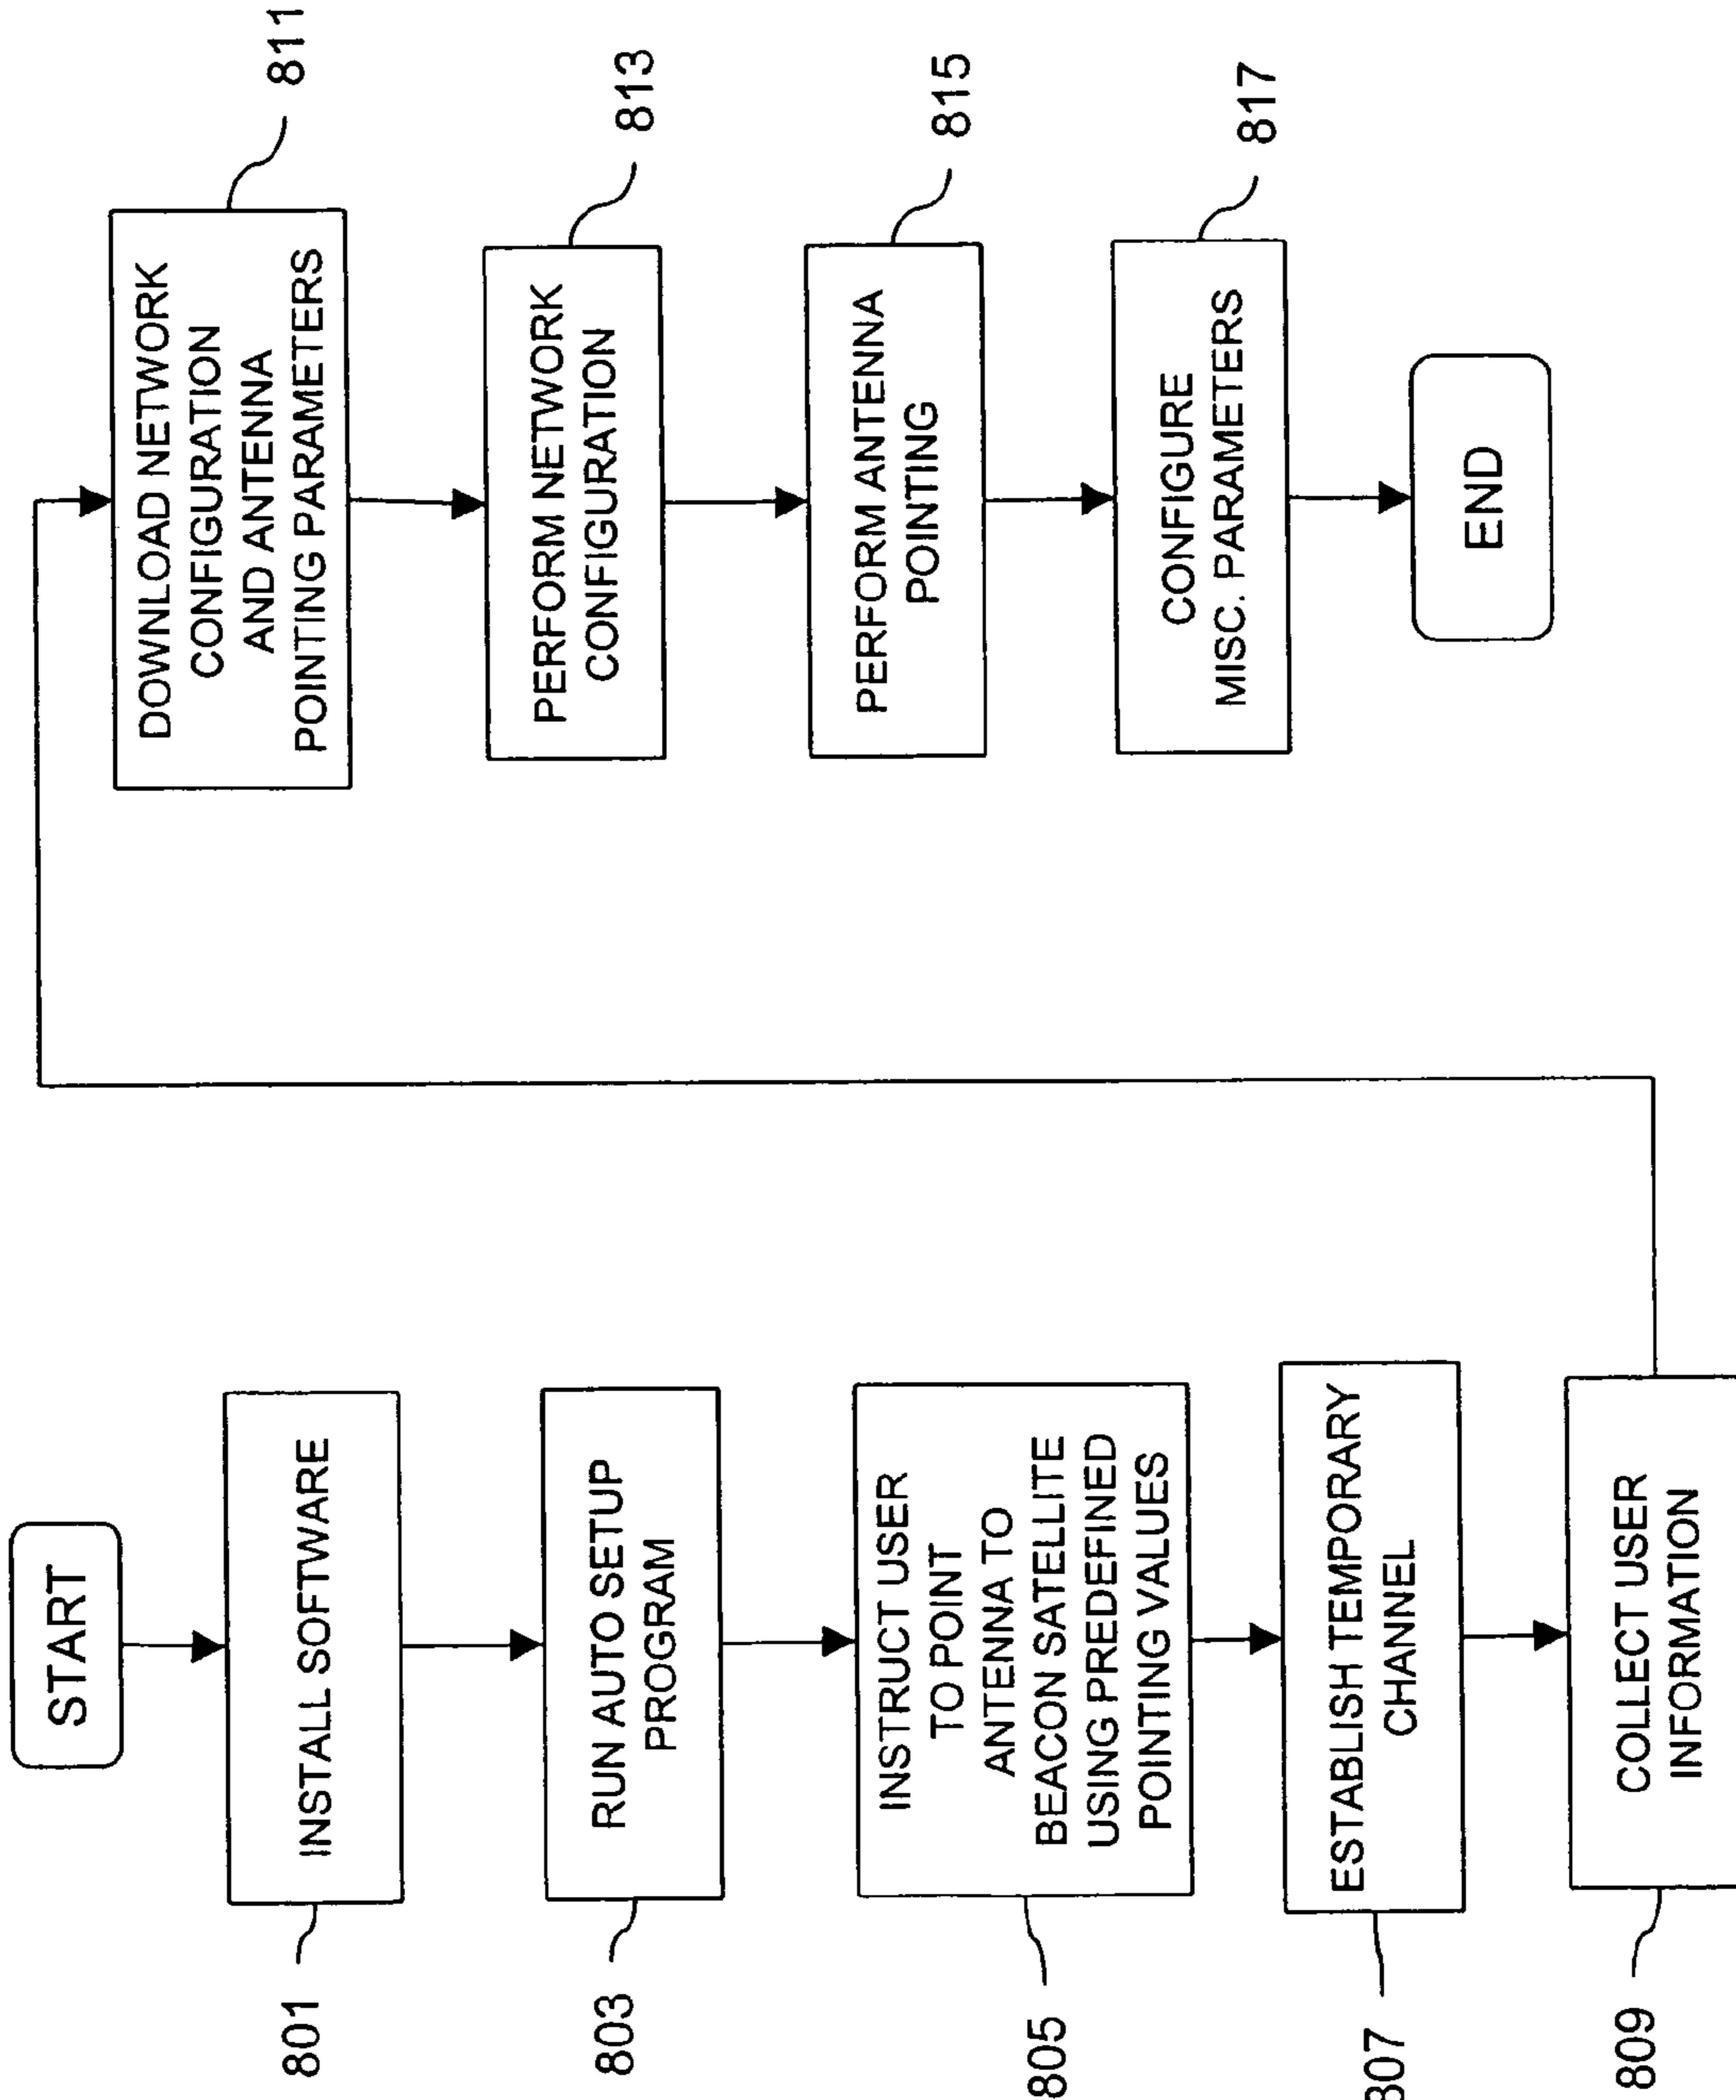 START
INSTALL SOFTWARE
801
RUN AUTO SETUP
PROGRAM
803
INSTRUCT USER
TO POINT
ANTENNA TO
BEACON SATELLITE
USING PREDEFINED
POINTING VALUES
805
ESTABLISH TEMPORARY
CHANNEL
807
COLLECT USER
INFORMATION
809
DOWNLOAD NETWORK
CONFIGURATION
AND ANTENNA
POINTING PARAMETERS
811
PERFORM NETWORK
CONFIGURATION
813
PERFORM ANTENNA
POINTING
815
CONFIGURE
MISC. PARAMETERS
817
END